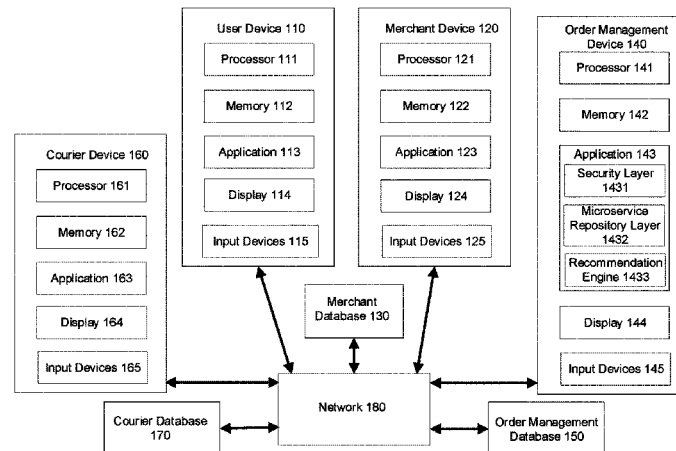 User Device 110
Processor 111
Memory 112
Application 113
Display 114
Input Devices 115
Merchant Device 120
Processor 121
Memory 122
Application 123
Display 124
Input Devices 125
Order Management
Device 140
Processor 141
Memory 142
Application 143
Security Layer
1431
Microservice
Repository Layer
1432
Recommendation
Engine 1433
Display 144
Input Devices 145
Courier Device 160
Processor 161
Memory 162
Application 163
Display 164
Input Devices 165
Merchant
Database 130
Network 180
Courier Database
170
Order Management
Database 150